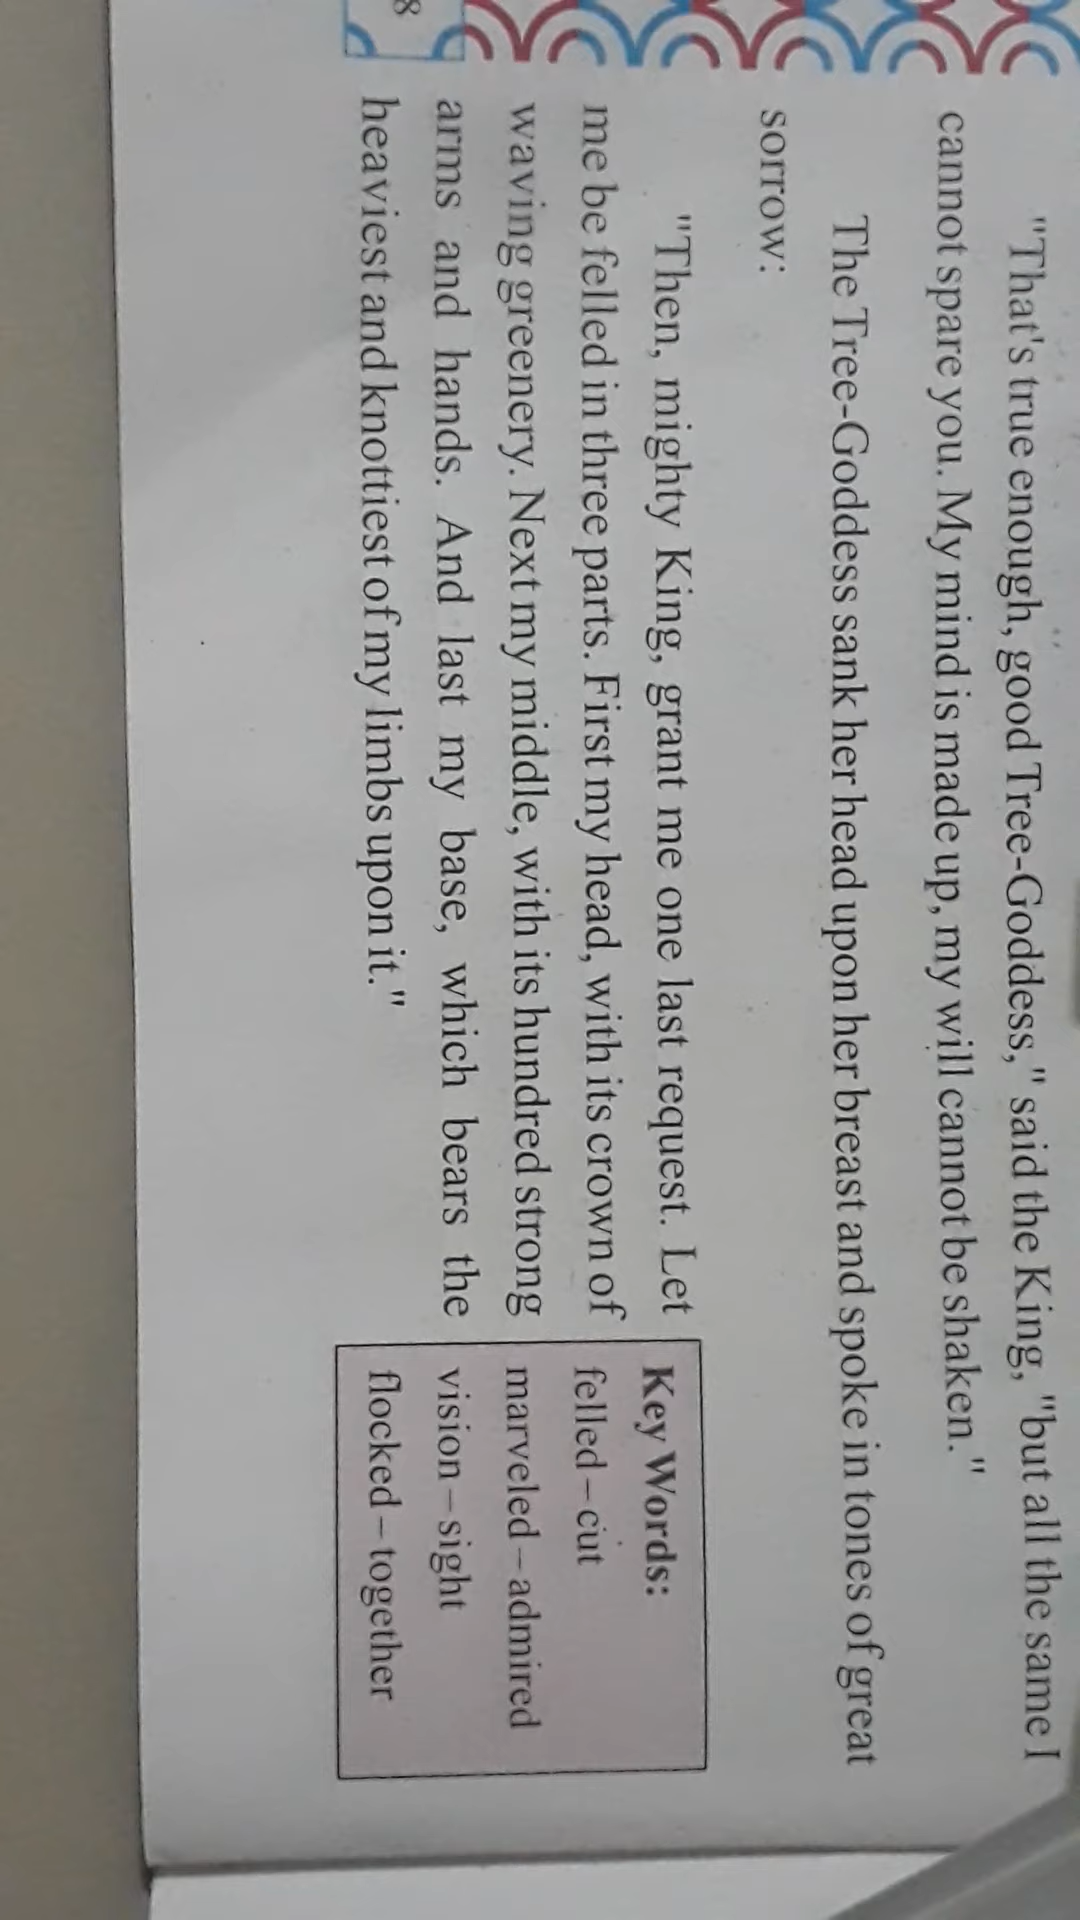 "That's true enough, good Tree-Goddess," said the King, "but all the same I
cannot spare you. My mind is made up, my will cannot be shaken."
The Tree-Goddess sank her head upon her breast and spoke in tones of great
sorrow:
"Then, mighty King, grant me one last request. Let
me be felled in three parts. First my head, with its crown of
waving greenery. Next my middle, with its hundred strong
arms and hands. And last my base, which bears the
heaviest and knottiest of my limbs upon it."
Key Words:
felled – cut
marveled – admired
vision – sight
flocked – together
8